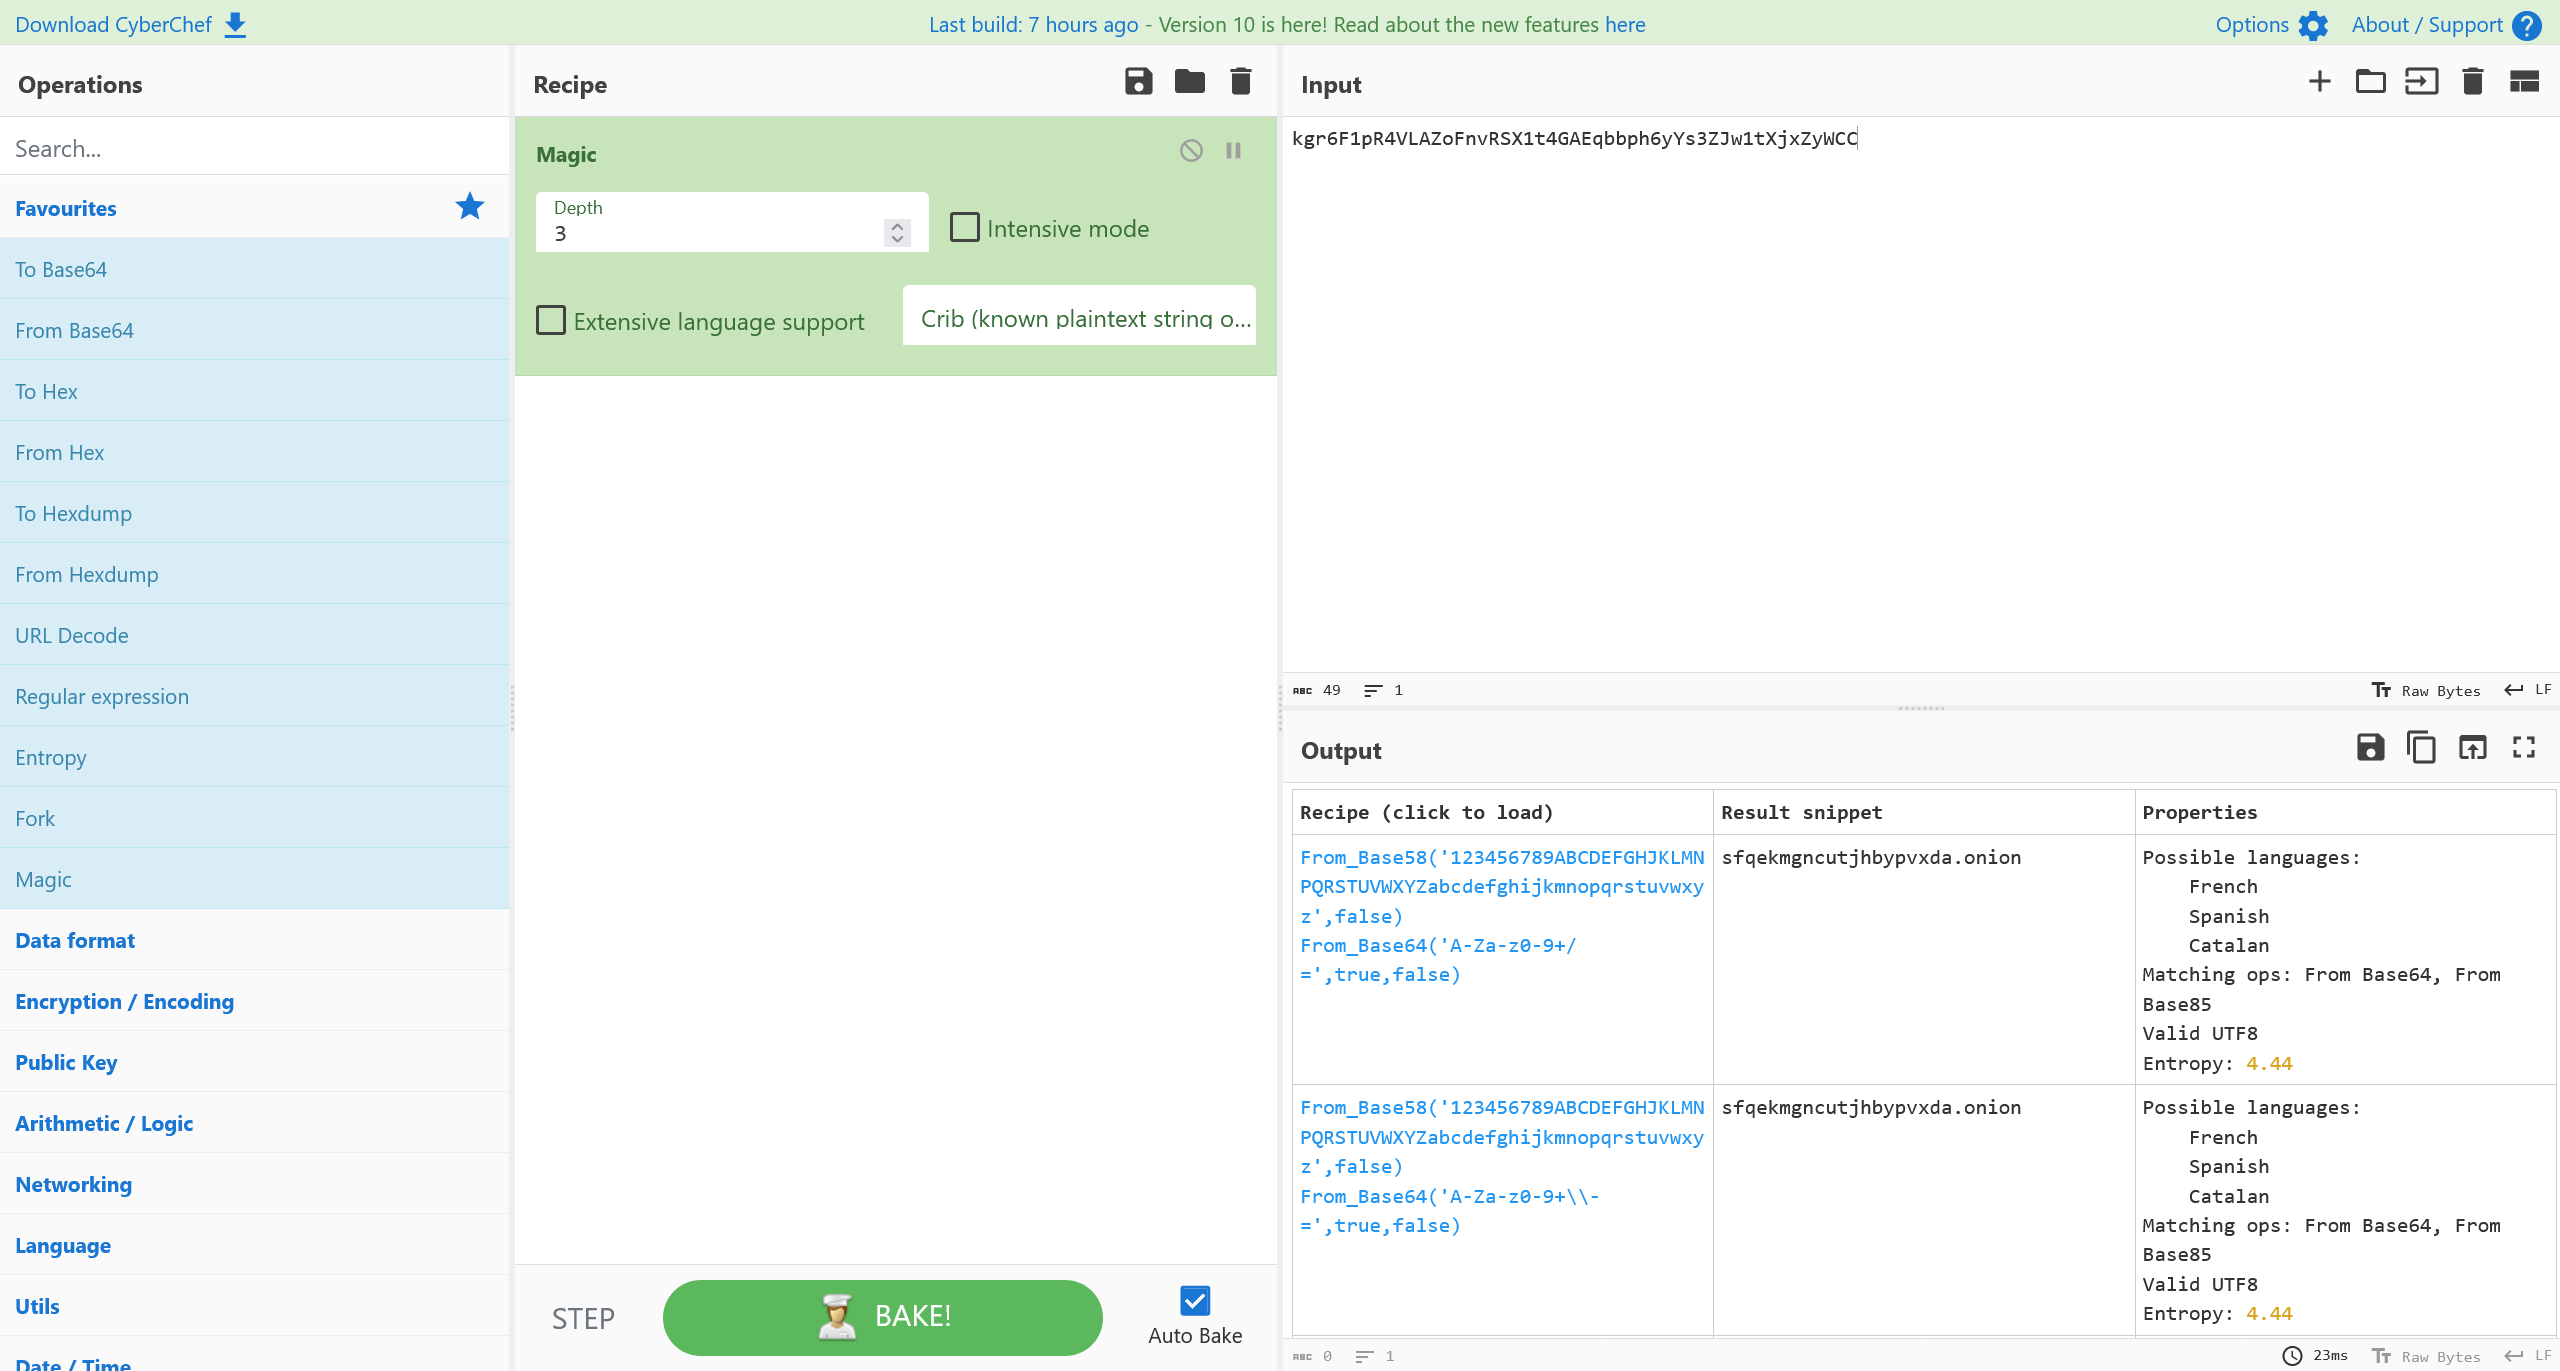 Download CyberChef
Last build: 7 hours ago - Version 10 is here! Read about the new features here
Options
About / Support
Operations
Search...
Favourites
To Base64
From Base64
To Hex
From Hex
To Hexdump
From Hexdump
URL Decode
Regular expression
Entropy
Fork
Magic
Data format
Encryption / Encoding
Public Key
Arithmetic / Logic
Networking
Language
Utils
Date / Time
Recipe
Magic
Depth
3
Intensive mode
Extensive language support
Crib (known plaintext string o...
STEP
BAKE!
Auto Bake
Input
kgr6F1pR4VLAZoFnvRSX1t4GAEqbbph6yYs3ZJw1tXjxZyWCC
ABC 49
1
Raw Bytes
LF
Output
Recipe (click to load)
Result snippet
Properties
From_Base58('123456789ABCDEFGHJKLMN
PQRSTUVWXYZabcdefghijkmnopqrstuvwxy
z',false)
From_Base64('A-Za-z0-9+/
=',true,false)
sfqekmgncutjhbypvxda.onion
Possible languages:
French
Spanish
Catalan
Matching ops: From Base64, From
Base85
Valid UTF8
Entropy: 4.44
From_Base58('123456789ABCDEFGHJKLMN
PQRSTUVWXYZabcdefghijkmnopqrstuvwxy
z',false)
From_Base64('A-Za-z0-9+\\-
=',true,false)
sfqekmgncutjhbypvxda.onion
Possible languages:
French
Spanish
Catalan
Matching ops: From Base64, From
Base85
Valid UTF8
Entropy: 4.44
ABC 0
1
23ms
Raw Bytes
LF